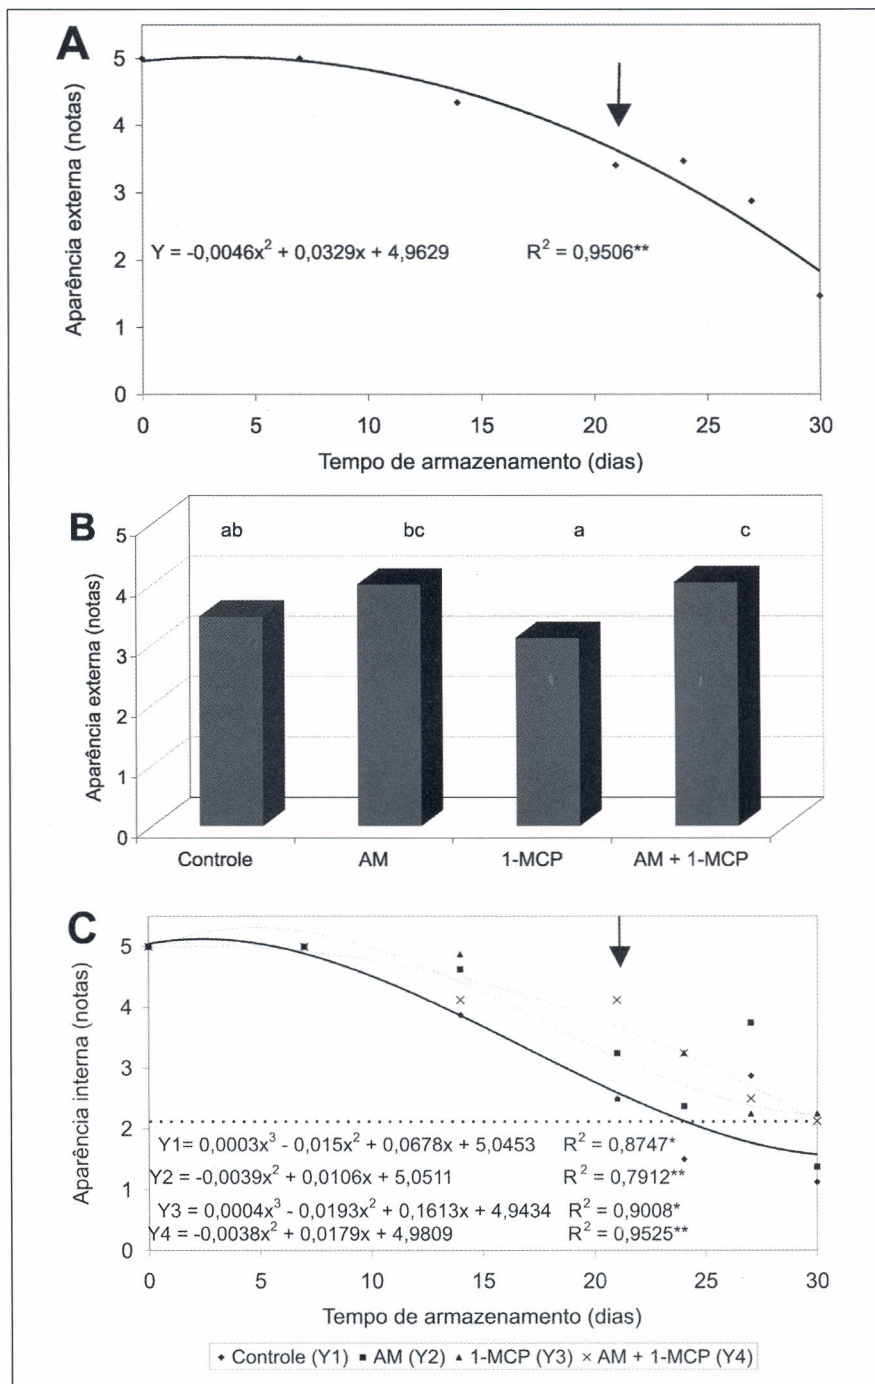 A
Aparência externa (notas)
5
4
3
2
1
0
Y = -0,0046x² + 0,0329x + 4,9629 R² = 0,9506**
0 5 10 15 20 25 30
Tempo de armazenamento (dias)
B
Aparência externa (notas)
5
4
3
2
1
0
ab bc a c
Controle AM 1-MCP AM + 1-MCP
C
Aparência interna (notas)
5
4
3
2
1
0
Y1= 0,0003x³ - 0,015x² + 0,0678x + 5,0453 R² = 0,8747*
Y2 = -0,0039x² + 0,0106x + 5,0511 R² = 0,7912**
Y3 = 0,0004x³ - 0,0193x² + 0,1613x + 4,9434 R² = 0,9008*
Y4 = -0,0038x² + 0,0179x + 4,9809 R² = 0,9525**
0 5 10 15 20 25 30
Tempo de armazenamento (dias)
Controle (Y1) AM (Y2) 1-MCP (Y3) AM + 1-MCP (Y4)